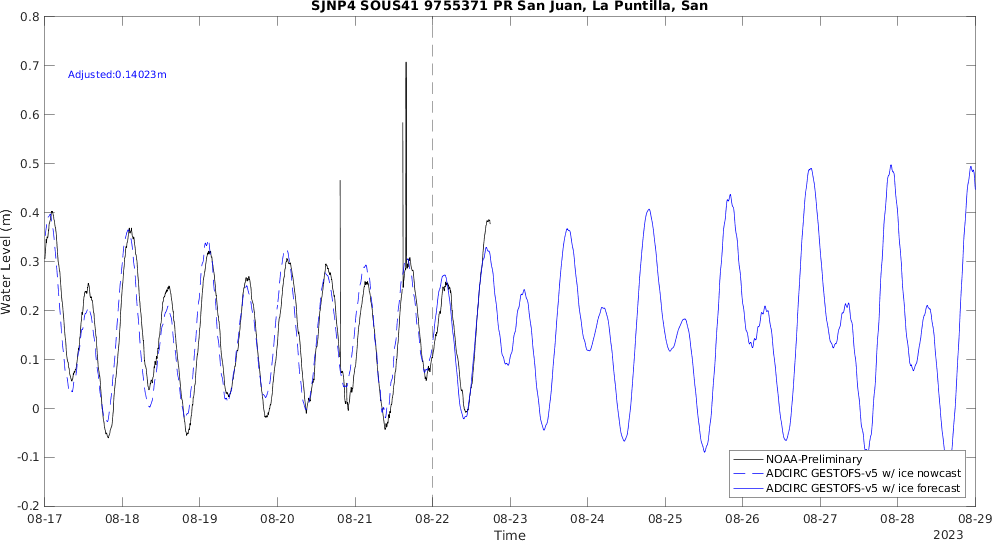 SJNP4 SOUS41 9755371 PR San Juan, La Puntilla, San
0.8
0.7
Adjusted:0.14023m
0.6
0.5
0.4
0.3
0.2
0.1
0
-0.1
-0.2
Water Level (m)
NOAA-Preliminary
ADCIRC GESTOFS-v5 w/ ice nowcast
ADCIRC GESTOFS-v5 w/ ice forecast
08-17 08-18 08-19 08-20 08-21 08-22 08-23 08-24 08-25 08-26 08-27 08-28 08-29
Time
2023